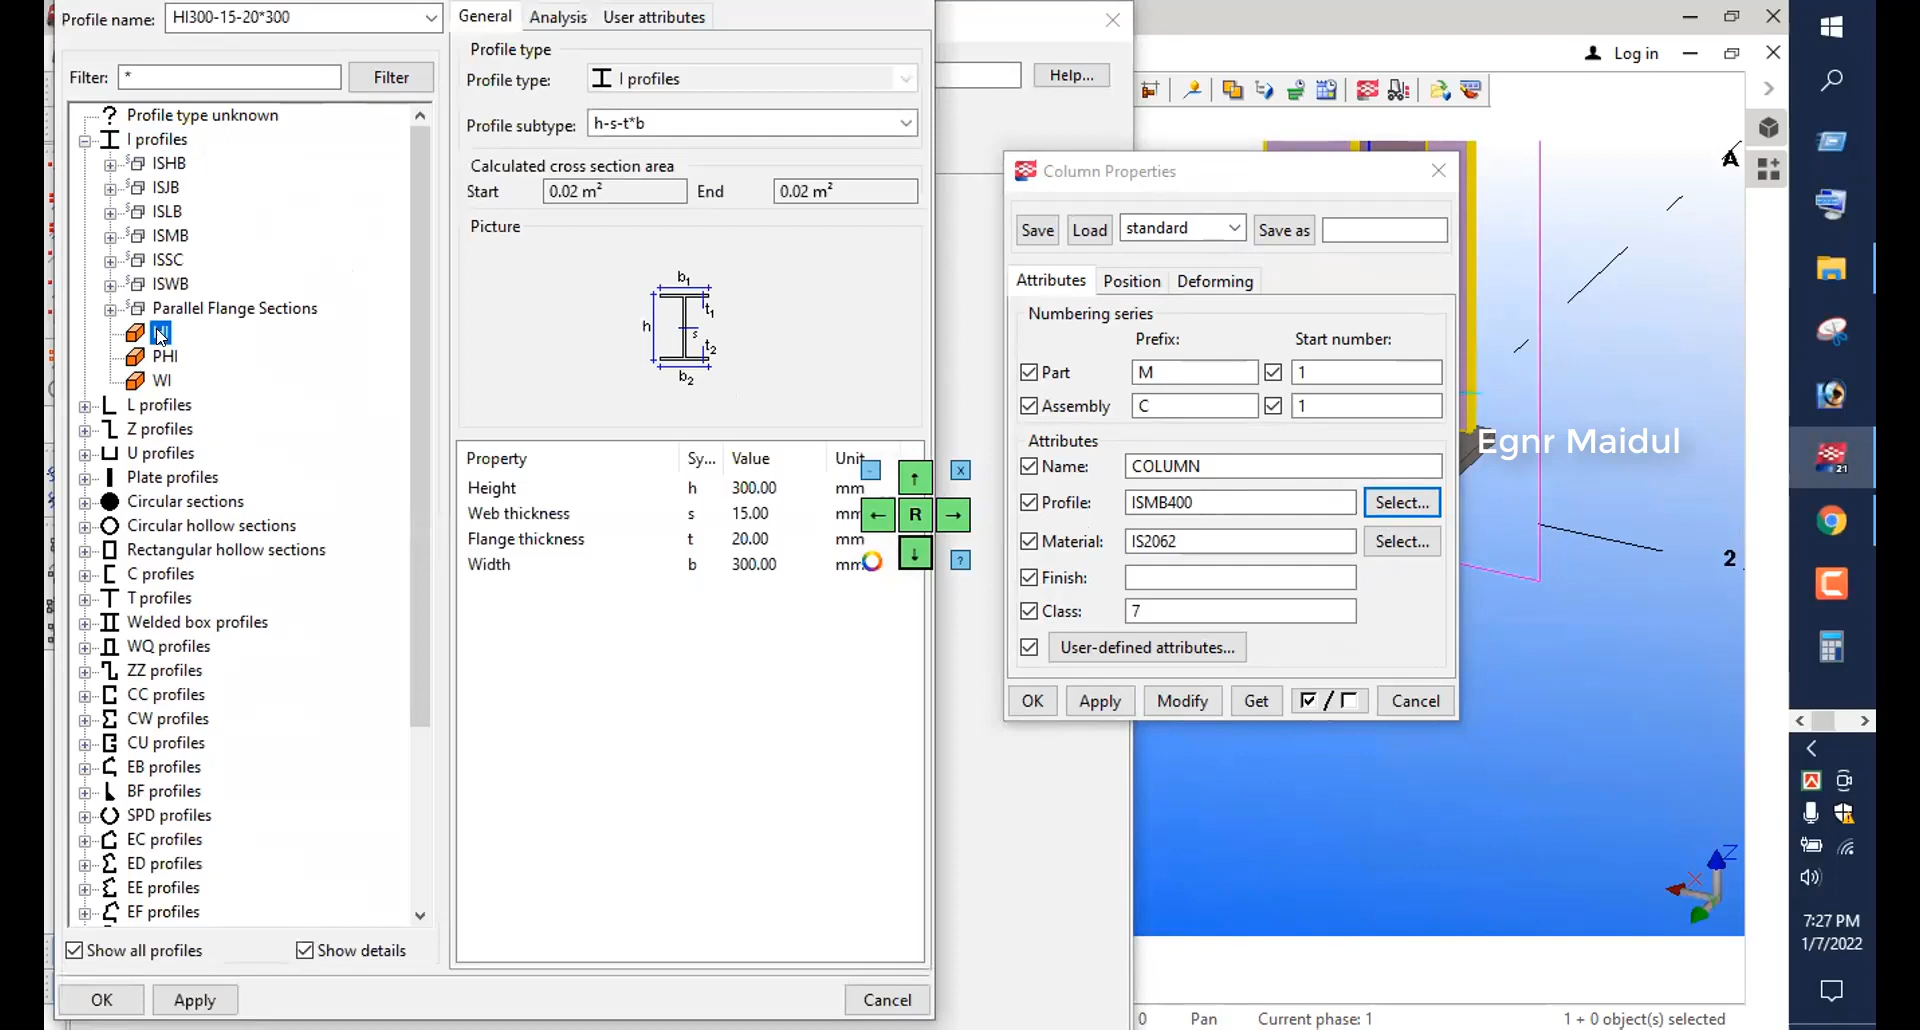 Profile name: HI300-15-20*300
Filter: * Filter
Profile type unknown
I profiles
ISHB
ISJB
ISLB
ISMB
ISSC
ISWB
Parallel Flange Sections
HI
PHI
WI
L profiles
Z profiles
U profiles
Plate profiles
Circular sections
Circular hollow sections
Rectangular hollow sections
C profiles
T profiles
Welded box profiles
WQ profiles
ZZ profiles
CC profiles
CW profiles
CU profiles
EB profiles
BF profiles
SPD profiles
EC profiles
ED profiles
EE profiles
EF profiles
Show all profiles Show details
OK Apply Cancel
General Analysis User attributes
Profile type
Profile type: I profiles
Profile subtype: h-s-t*b
Calculated cross section area
Start 0.02 m² End 0.02 m²
Picture
b1
t1
h
s
t2
b2
Property Sy... Value Unit
Height h 300.00 mm
Web thickness s 15.00 mm
Flange thickness t 20.00 mm
Width b 300.00 mm
- ↑ x
← R →
↓ ?
Help...
Log in
Column Properties
Save Load standard Save as
Attributes Position Deforming
Numbering series
Prefix: Start number:
Part M 1
Assembly C 1
Attributes
Name: COLUMN
Profile: ISMB400 Select...
Material: IS2062 Select...
Finish:
Class: 7
User-defined attributes...
OK Apply Modify Get / Cancel
A
Egnr Maidul
2
Z
X
0 Pan Current phase: 1 1 + 0 object(s) selected
21
7:27 PM
1/7/2022